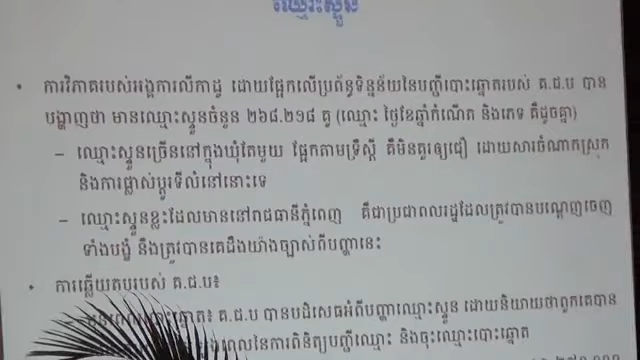 ឈ្មោះស្ទួន
• ការវិភាគរបស់អង្គការលីកាដូ ដោយផ្អែកលើប្រព័ន្ធទិន្នន័យនៃបញ្ជីបោះឆ្នោតរបស់ គ.ជ.ប បាន
បង្ហាញថា មានឈ្មោះស្ទួនចំនួន ២៦៨.២១៨ គូ (ឈ្មោះ ថ្ងៃខែឆ្នាំកំណើត និងភេទ គឺដូចគ្នា)
– ឈ្មោះស្ទួនច្រើននៅក្នុងឃុំតែមួយ ផ្អែកតាមទ្រឹស្តី គឺមិនគួរឲ្យជឿ ដោយសារចំណាកស្រុក
និងការផ្លាស់ប្តូរទីលំនៅនោះទេ
– ឈ្មោះស្ទួនខ្លះដែលមាននៅរាជធានីភ្នំពេញ គឺជាប្រជាពលរដ្ឋដែលត្រូវបានបណ្តេញចេញ
ទាំងបង្ខំ នឹងត្រូវបានគេដឹងយ៉ាងច្បាស់ពីបញ្ហានេះ
• ការឆ្លើយតបរបស់ គ.ជ.ប៖
បោះឆ្នោត៖ គ.ជ.ប បានបដិសេធអំពីបញ្ហាឈ្មោះស្ទួន ដោយនិយាយថាពួកគេបាន
ពេលនៃការពិនិត្យបញ្ជីឈ្មោះ និងចុះឈ្មោះបោះឆ្នោត